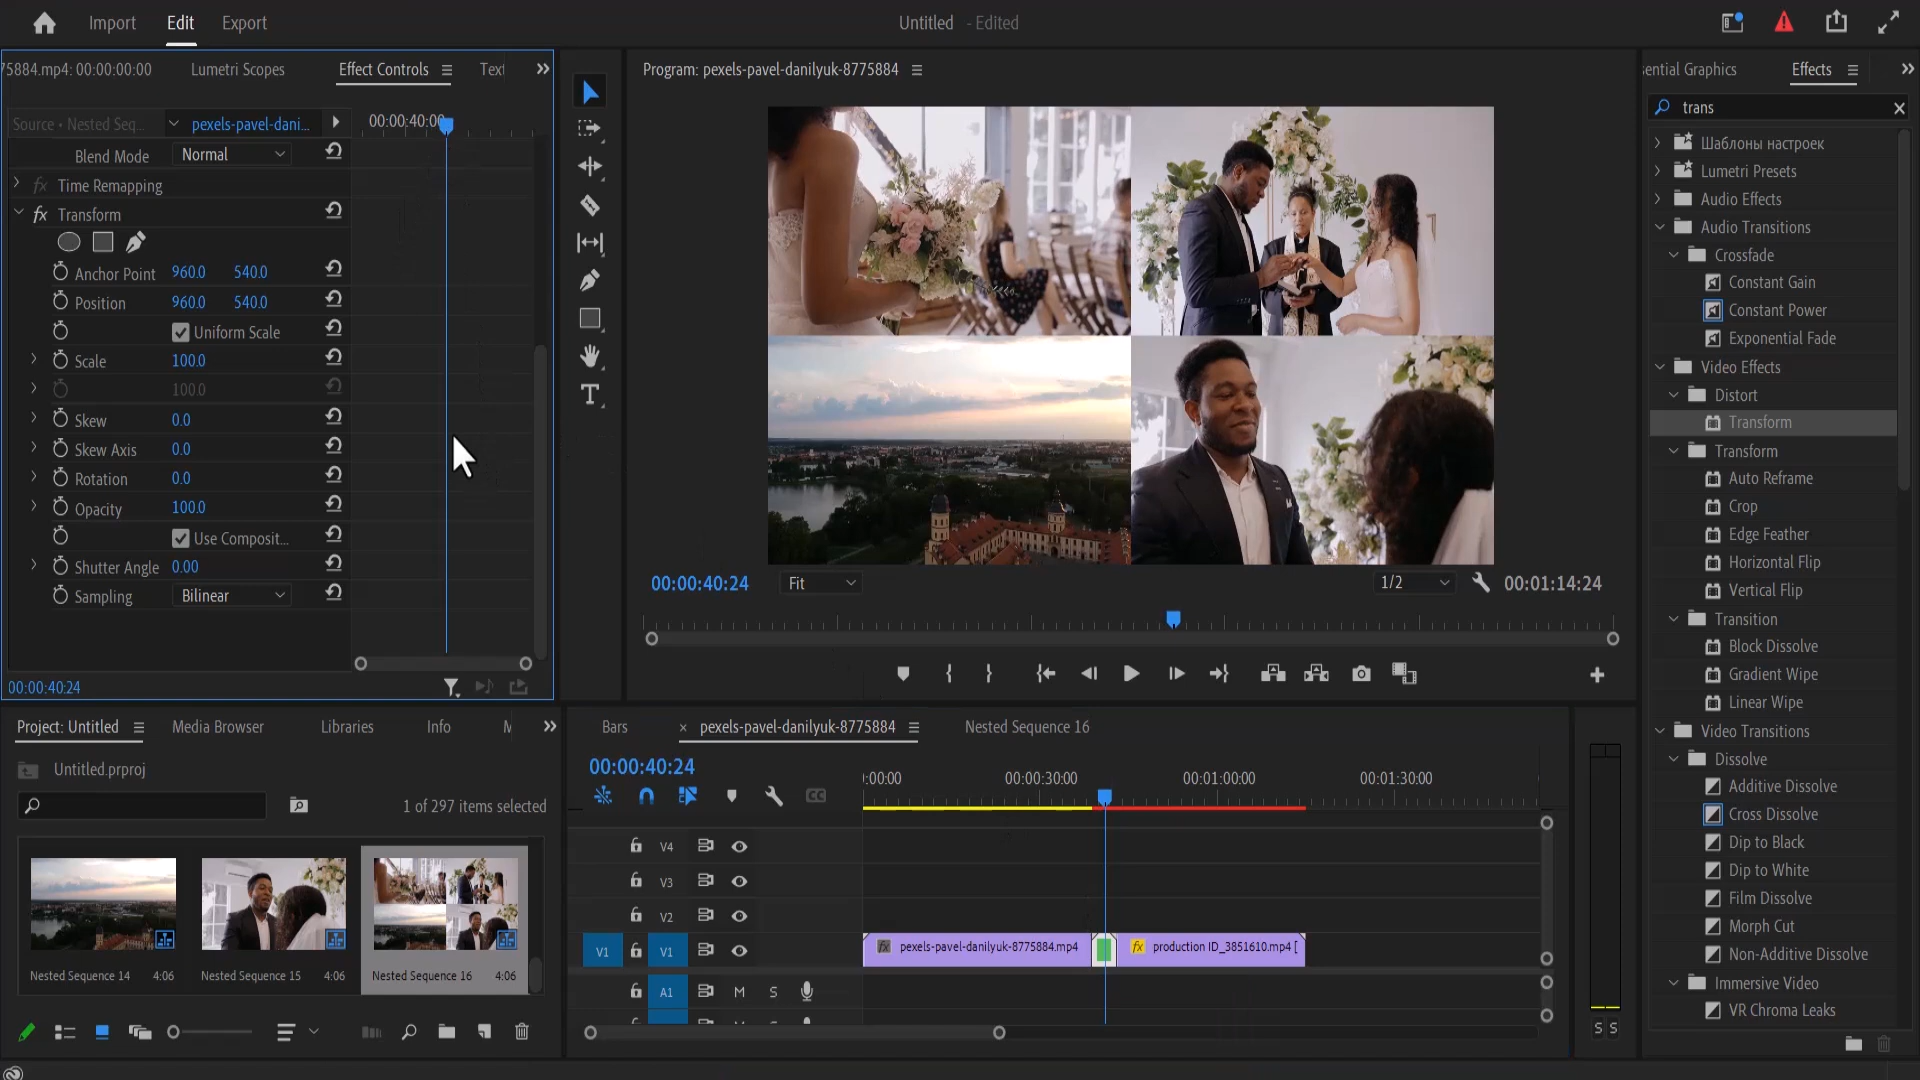 Import
Edit
Export
Untitled - Edited
75884.mp4: 00:00:00:00
Lumetri Scopes
Effect Controls
Text
Source • Nested Seq...
pexels-pavel-dani...
00:00:40:00
Blend Mode Normal
Time Remapping
fx Transform
Anchor Point 960.0 540.0
Position 960.0 540.0
Uniform Scale
Scale 100.0
100.0
Skew 0.0
Skew Axis 0.0
Rotation 0.0
Opacity 100.0
Use Composit...
Shutter Angle 0.00
Sampling Bilinear
00:00:40:24
Program: pexels-pavel-danilyuk-8775884
00:00:40:24
Fit
1/2
00:01:14:24
sential Graphics
Effects
trans
Шаблоны настроек
Lumetri Presets
Audio Effects
Audio Transitions
Crossfade
Constant Gain
Constant Power
Exponential Fade
Video Effects
Distort
Transform
Transform
Auto Reframe
Crop
Edge Feather
Horizontal Flip
Vertical Flip
Transition
Block Dissolve
Gradient Wipe
Linear Wipe
Video Transitions
Dissolve
Additive Dissolve
Cross Dissolve
Dip to Black
Dip to White
Film Dissolve
Morph Cut
Non-Additive Dissolve
Immersive Video
VR Chroma Leaks
Project: Untitled
Media Browser
Libraries
Info
Untitled.prproj
1 of 297 items selected
Nested Sequence 14 4:06
Nested Sequence 15 4:06
Nested Sequence 16 4:06
Bars
× pexels-pavel-danilyuk-8775884
Nested Sequence 16
00:00:40:24
:00:00
00:00:30:00
00:01:00:00
00:01:30:00
V4
V3
V2
V1 V1
fx pexels-pavel-danilyuk-8775884.mp4
fx production ID_3851610.mp4 [
A1 M S
S S